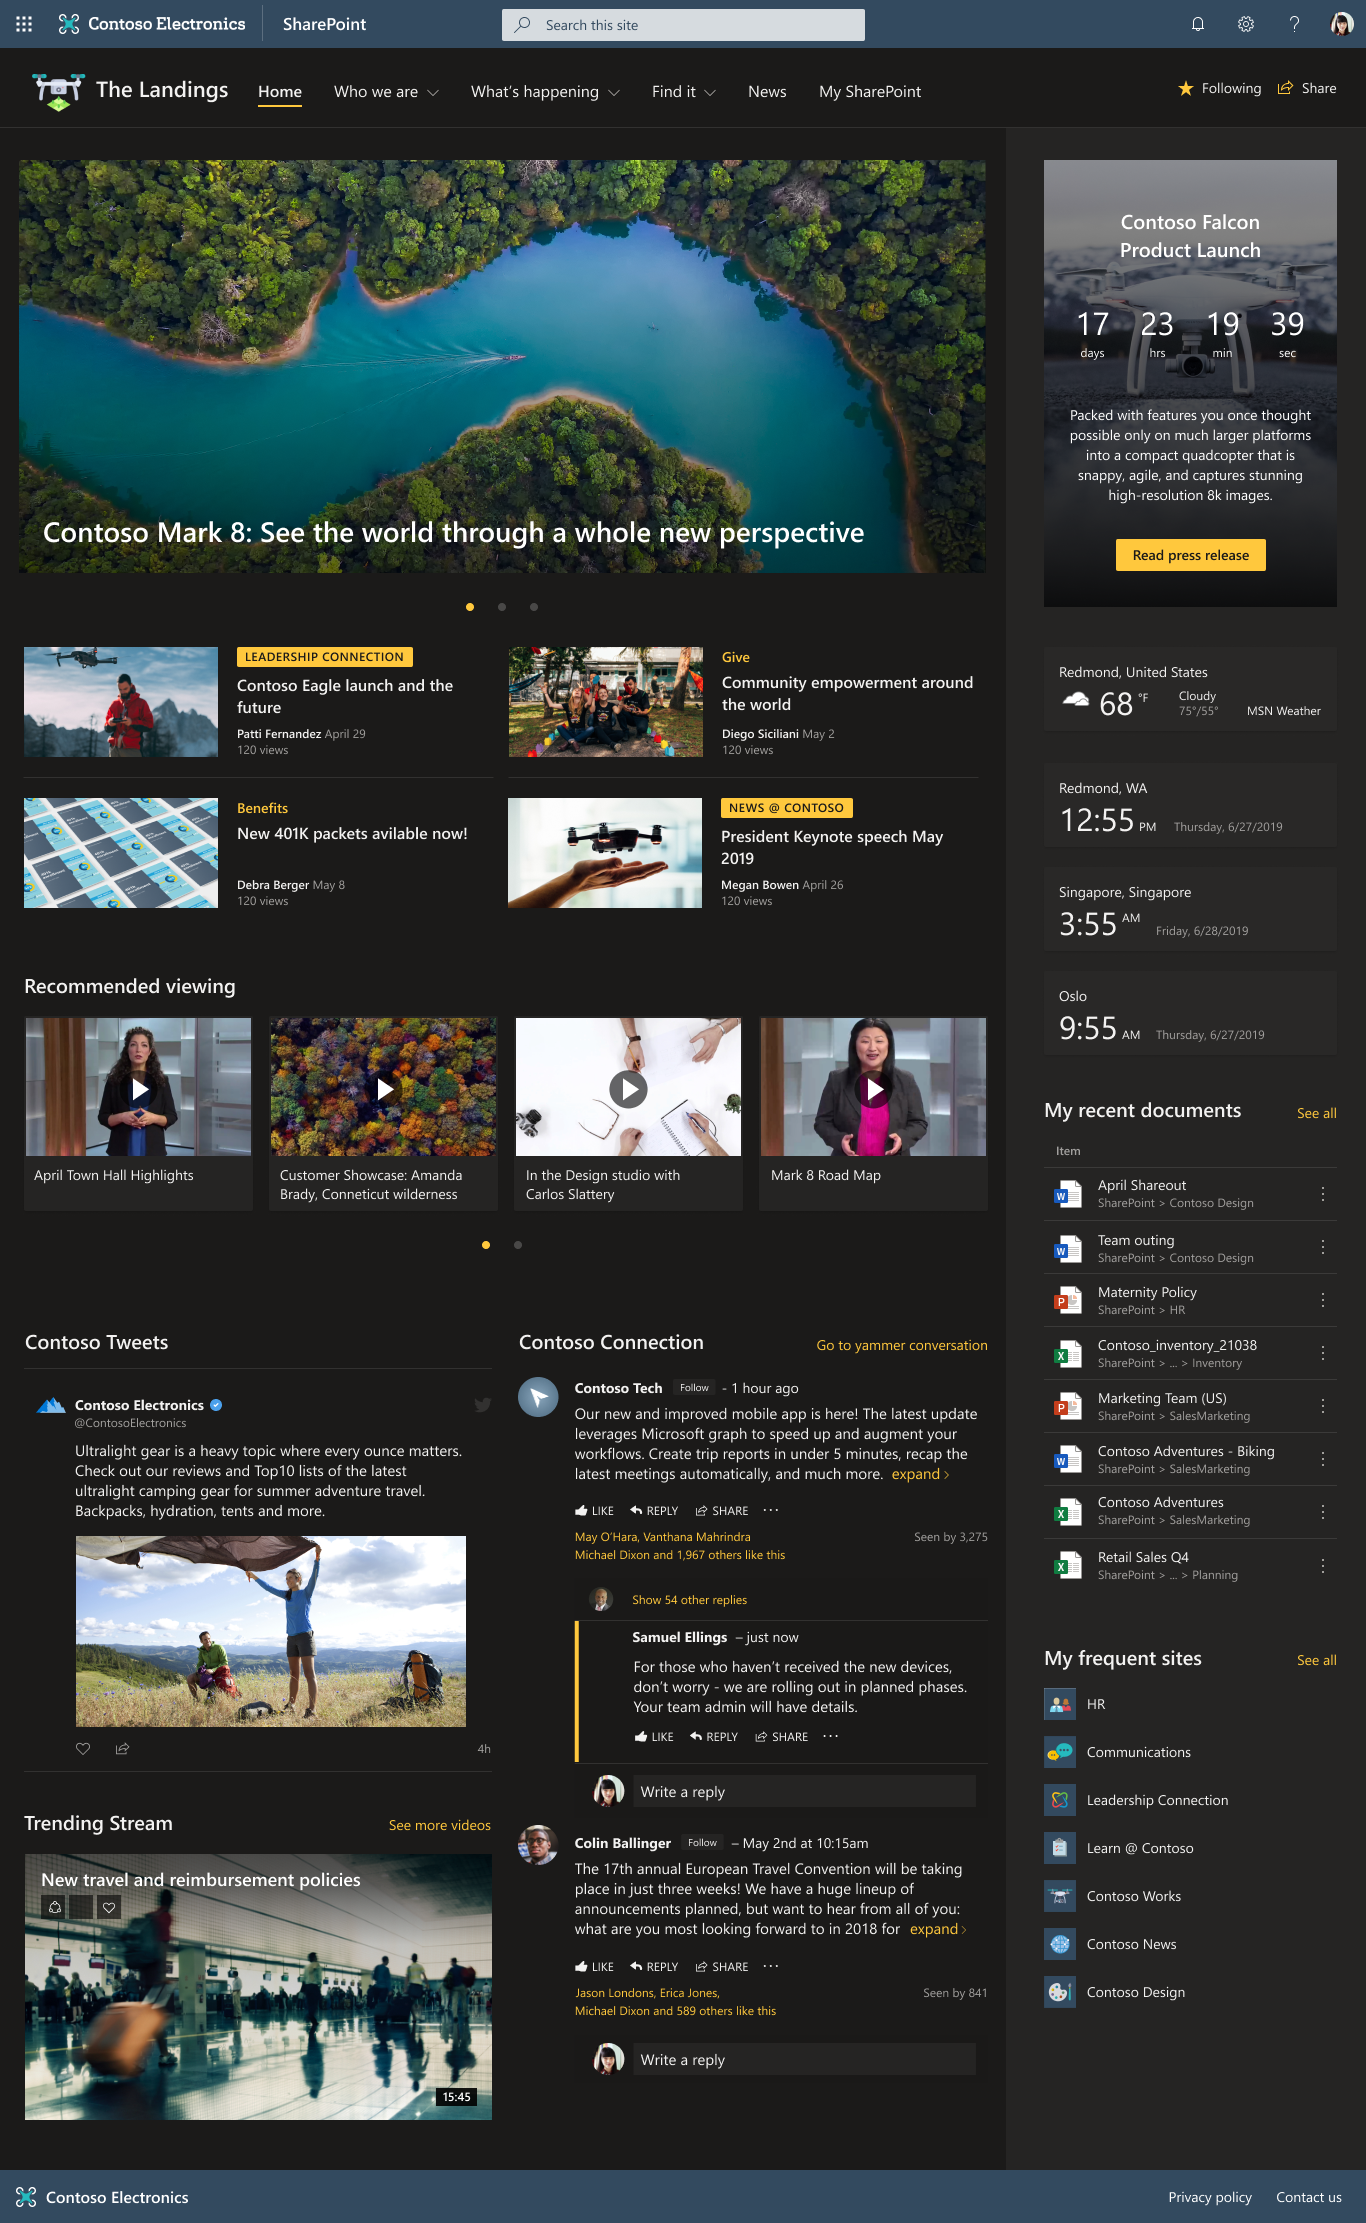 Contoso Electronics
SharePoint
Search this site
The Landings
Home
Who we are
What's happening
Find it
News
My SharePoint
Following
Share
Contoso Mark 8: See the world through a whole new perspective
Contoso Falcon
Product Launch
17 23 19 39
days hrs min sec
Packed with features you once thought
possible only on much larger platforms
into a compact quadcopter that is
snappy, agile, and captures stunning
high-resolution 8k images.
Read press release
LEADERSHIP CONNECTION
Contoso Eagle launch and the
future
Patti Fernandez April 29
120 views
Give
Community empowerment around
the world
Diego Siciliani May 2
120 views
Benefits
New 401K packets avilable now!
Debra Berger May 8
120 views
NEWS @ CONTOSO
President Keynote speech May
2019
Megan Bowen April 26
120 views
Redmond, United States
68 °F
Cloudy
75°/55°
MSN Weather
Redmond, WA
12:55 PM Thursday, 6/27/2019
Singapore, Singapore
3:55 AM Friday, 6/28/2019
Oslo
9:55 AM Thursday, 6/27/2019
Recommended viewing
April Town Hall Highlights
Customer Showcase: Amanda
Brady, Conneticut wilderness
In the Design studio with
Carlos Slattery
Mark 8 Road Map
My recent documents
See all
Item
April Shareout
SharePoint > Contoso Design
Team outing
SharePoint > Contoso Design
Maternity Policy
SharePoint > HR
Contoso_inventory_21038
SharePoint > ... > Inventory
Marketing Team (US)
SharePoint > SalesMarketing
Contoso Adventures - Biking
SharePoint > SalesMarketing
Contoso Adventures
SharePoint > SalesMarketing
Retail Sales Q4
SharePoint > ... > Planning
Contoso Tweets
Contoso Electronics
@ContosoElectronics
Ultralight gear is a heavy topic where every ounce matters.
Check out our reviews and Top10 lists of the latest
ultralight camping gear for summer adventure travel.
Backpacks, hydration, tents and more.
4h
Trending Stream
See more videos
New travel and reimbursement policies
15:45
Contoso Connection
Go to yammer conversation
Contoso Tech Follow - 1 hour ago
Our new and improved mobile app is here! The latest update
leverages Microsoft graph to speed up and augment your
workflows. Create trip reports in under 5 minutes, recap the
latest meetings automatically, and much more. expand >
LIKE REPLY SHARE ...
May O'Hara, Vanthana Mahrindra
Michael Dixon and 1,967 others like this
Seen by 3,275
Show 54 other replies
Samuel Ellings – just now
For those who haven't received the new devices,
don't worry - we are rolling out in planned phases.
Your team admin will have details.
LIKE REPLY SHARE ...
Write a reply
Colin Ballinger Follow – May 2nd at 10:15am
The 17th annual European Travel Convention will be taking
place in just three weeks! We have a huge lineup of
announcements planned, but want to hear from all of you:
what are you most looking forward to in 2018 for expand >
LIKE REPLY SHARE ...
Jason Londons, Erica Jones,
Michael Dixon and 589 others like this
Seen by 841
Write a reply
My frequent sites
See all
HR
Communications
Leadership Connection
Learn @ Contoso
Contoso Works
Contoso News
Contoso Design
Contoso Electronics
Privacy policy
Contact us